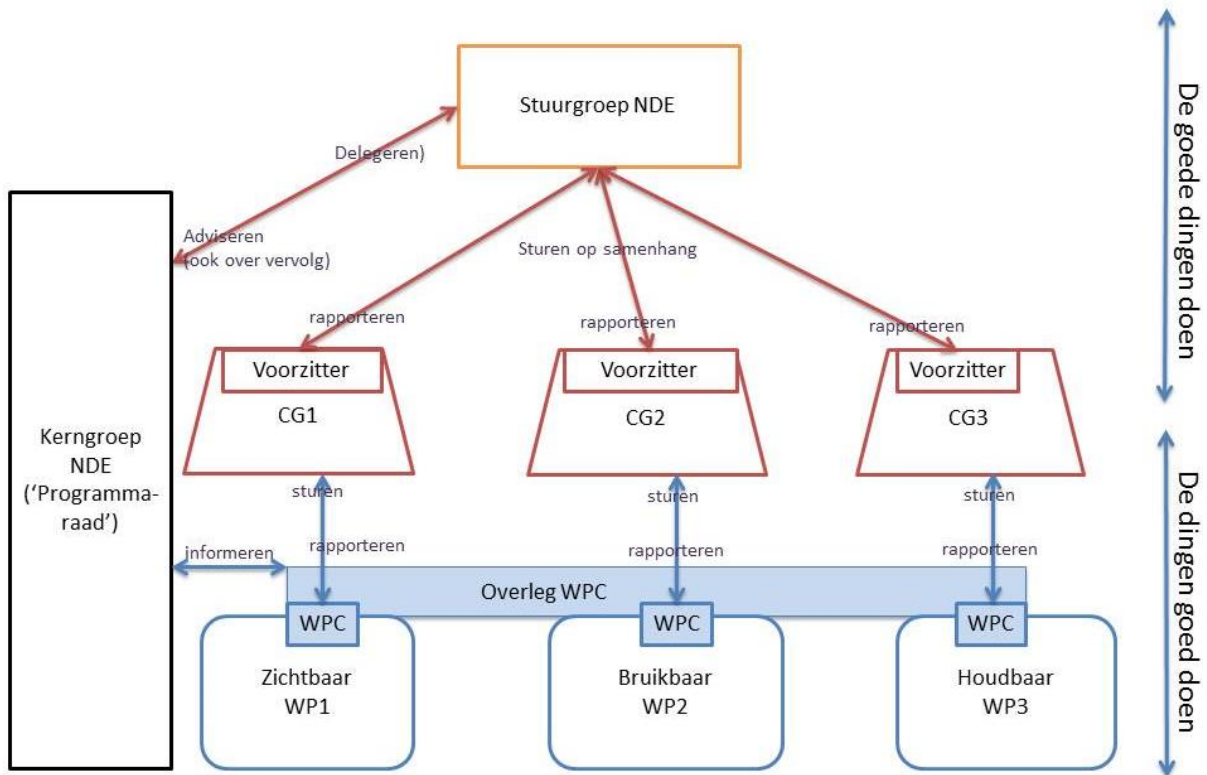 Stuurgroep NDE
De goede dingen doen
Delegeren)
Adviseren
(ook over vervolg)
Sturen op samenhang
rapporteren
rapporteren
rapporteren
Voorzitter
CG1
Voorzitter
CG2
Voorzitter
CG3
Kerngroep
NDE
(‘Programma-
raad’)
De dingen goed doen
sturen
sturen
sturen
informeren
rapporteren
rapporteren
rapporteren
Overleg WPC
WPC
WPC
WPC
Zichtbaar
WP1
Bruikbaar
WP2
Houdbaar
WP3